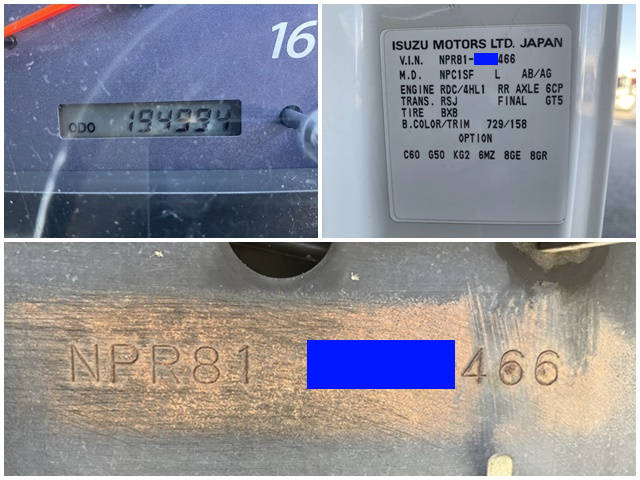 16
ODO 194994
ISUZU MOTORS LTD. JAPAN
V.I.N. NPR81- 466
M.D. NPC1SF L AB/AG
ENGINE RDC/4HL1 RR AXLE 6CP
TRANS. RSJ FINAL GT5
TIRE BXB
B.COLOR/TRIM 729/158
OPTION
C60 G50 KG2 6MZ 8GE 8GR
NPR81 466